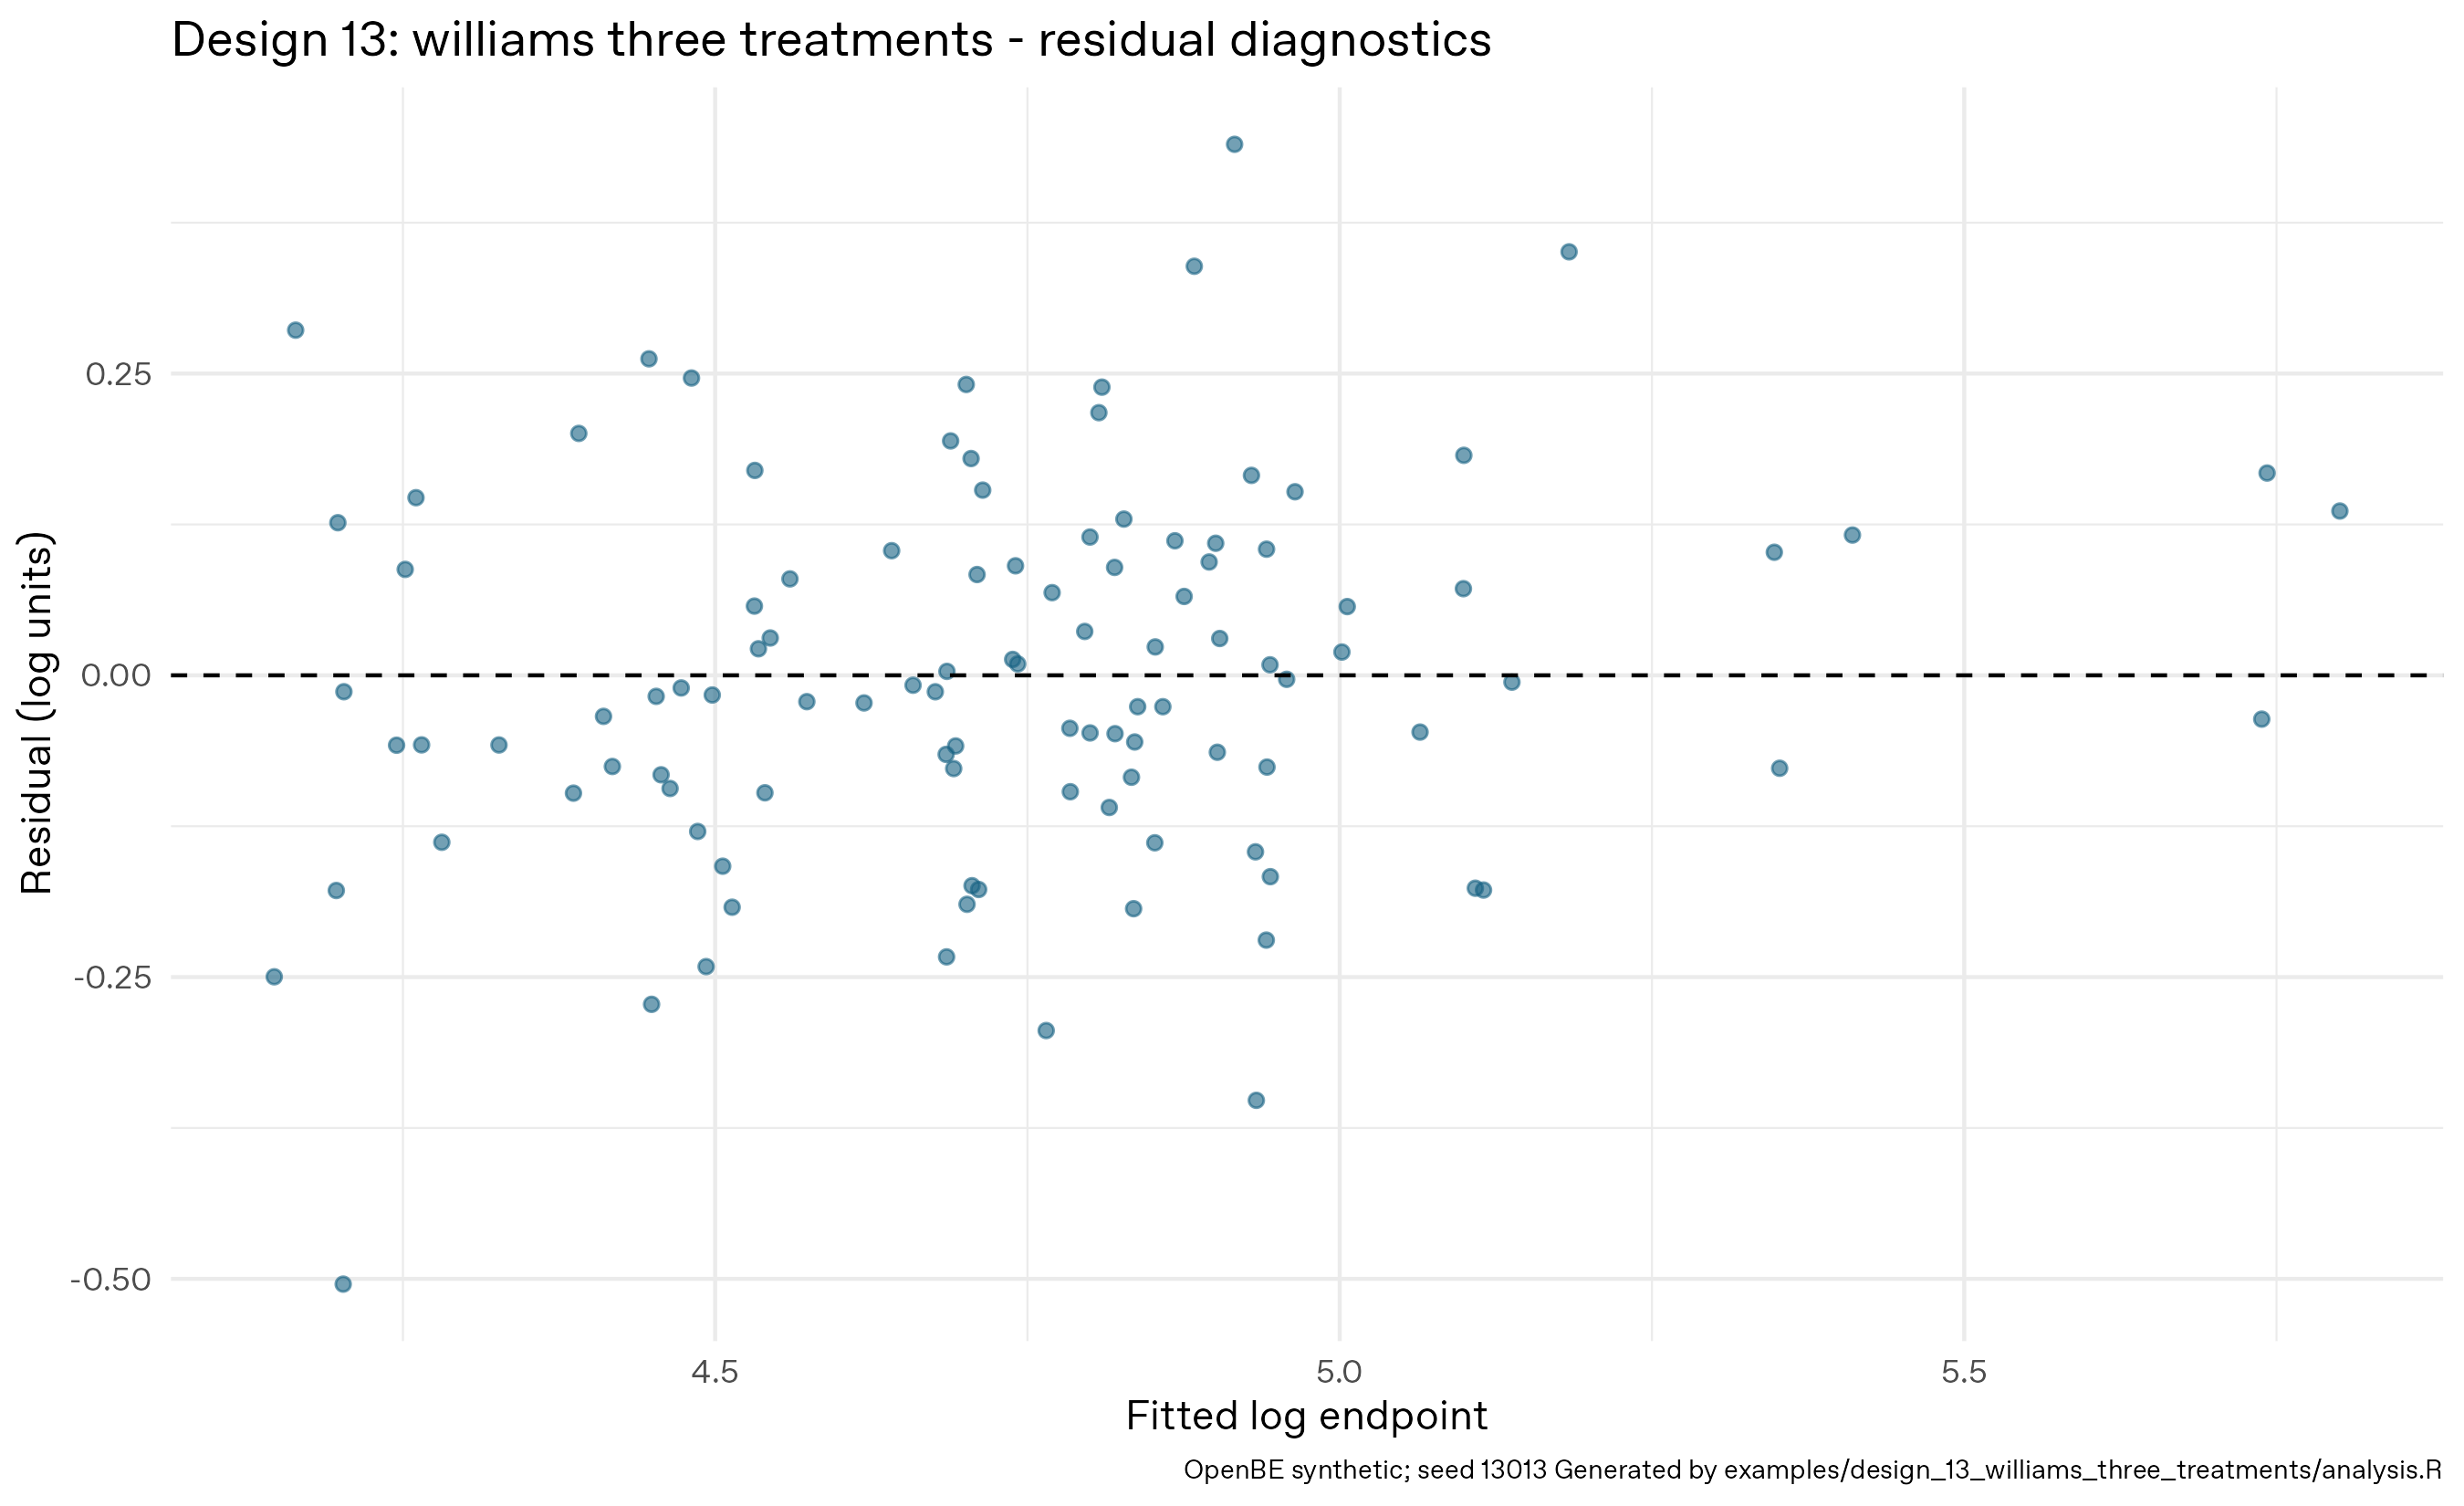 Design 13: williams three treatments - residual diagnostics
Residual (log units)
0.25
0.00
-0.25
-0.50
4.5 5.0 5.5
Fitted log endpoint
OpenBE synthetic; seed 13013 Generated by examples/design_13_williams_three_treatments/analysis.R